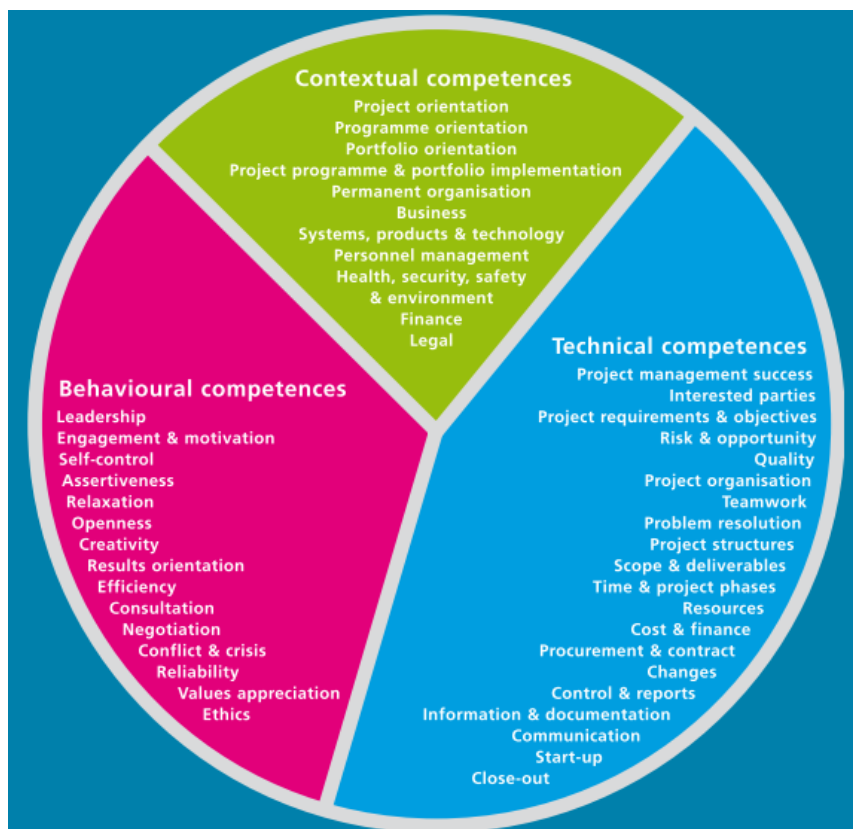 Contextual competences
Project orientation
Programme orientation
Portfolio orientation
Project programme & portfolio implementation
Permanent organisation
Business
Systems, products & technology
Personnel management
Health, security, safety
& environment
Finance
Legal
Behavioural competences
Leadership
Engagement & motivation
Self-control
Assertiveness
Relaxation
Openness
Creativity
Results orientation
Efficiency
Consultation
Negotiation
Conflict & crisis
Reliability
Values appreciation
Ethics
Technical competences
Project management success
Interested parties
Project requirements & objectives
Risk & opportunity
Quality
Project organisation
Teamwork
Problem resolution
Project structures
Scope & deliverables
Time & project phases
Resources
Cost & finance
Procurement & contract
Changes
Control & reports
Information & documentation
Communication
Start-up
Close-out